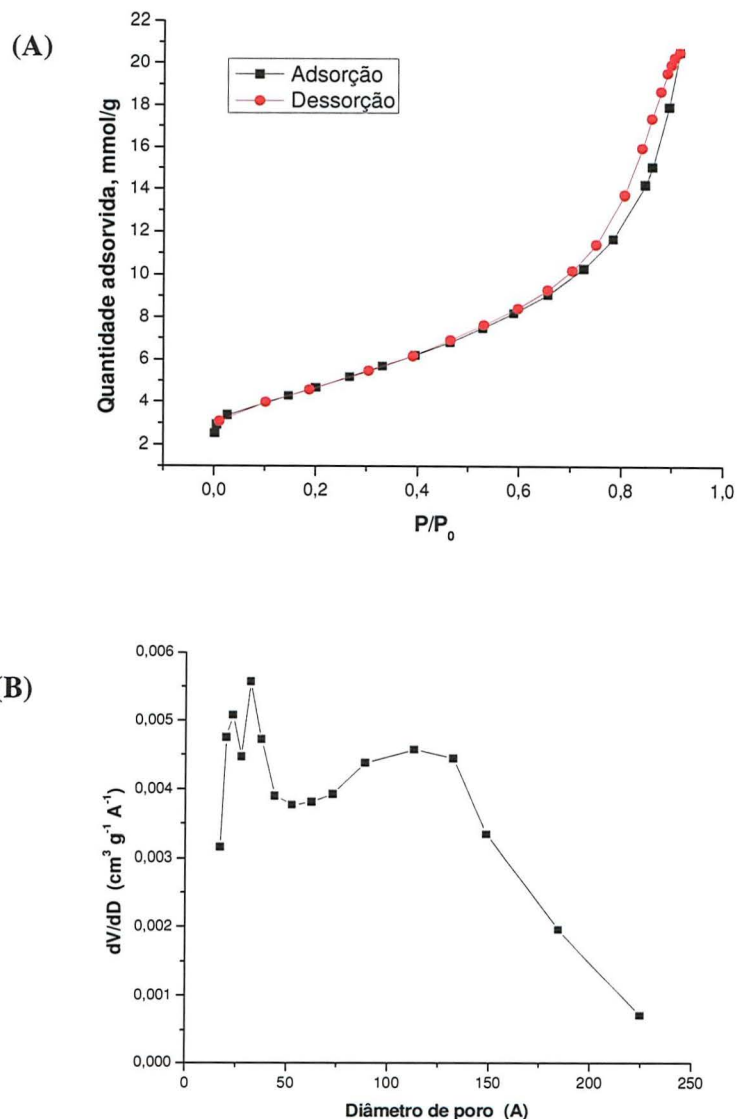 (A)
Quantidade adsorvida, mmol/g
22
20
18
16
14
12
10
8
6
4
2
Adsorção
Dessorção
0,0 0,2 0,4 0,6 0,8 1,0
P/P₀
(B)
dV/dD (cm³ g⁻¹ A⁻¹)
0,006
0,005
0,004
0,003
0,002
0,001
0,000
0 50 100 150 200 250
Diâmetro de poro (A)